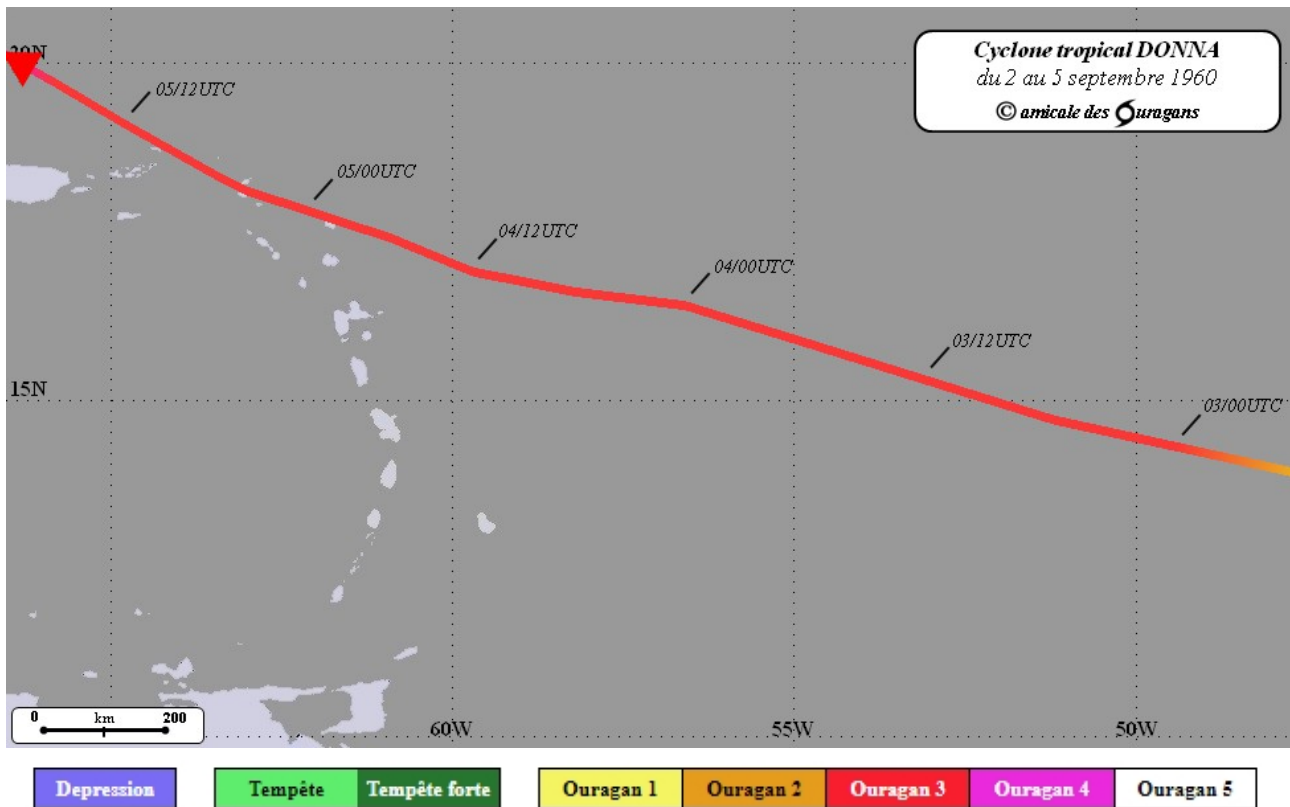 20N
Cyclone tropical DONNA
du 2 au 5 septembre 1960
© amicale des Ouragans
05/12UTC
05/00UTC
04/12UTC
04/00UTC
03/12UTC
15N
03/00UTC
0 km 200
60W 55W 50W
Depression Tempête Tempête forte Ouragan 1 Ouragan 2 Ouragan 3 Ouragan 4 Ouragan 5